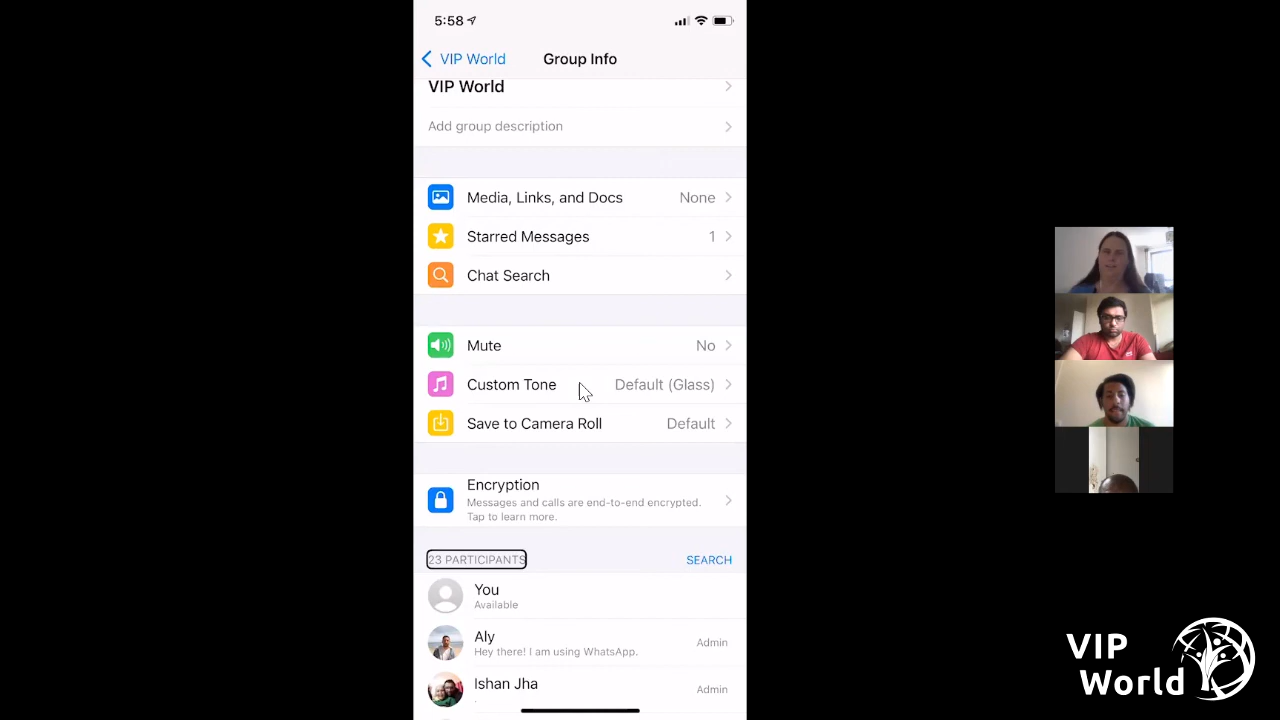 5:58
VIP World
Group Info
VIP World
Add group description
Media, Links, and Docs None
Starred Messages 1
Chat Search
Mute No
Custom Tone Default (Glass)
Save to Camera Roll Default
Encryption
Messages and calls are end-to-end encrypted.
Tap to learn more.
23 PARTICIPANTS SEARCH
You
Available
Aly
Hey there! I am using WhatsApp.
Admin
Ishan Jha
.
Admin
VIP
World